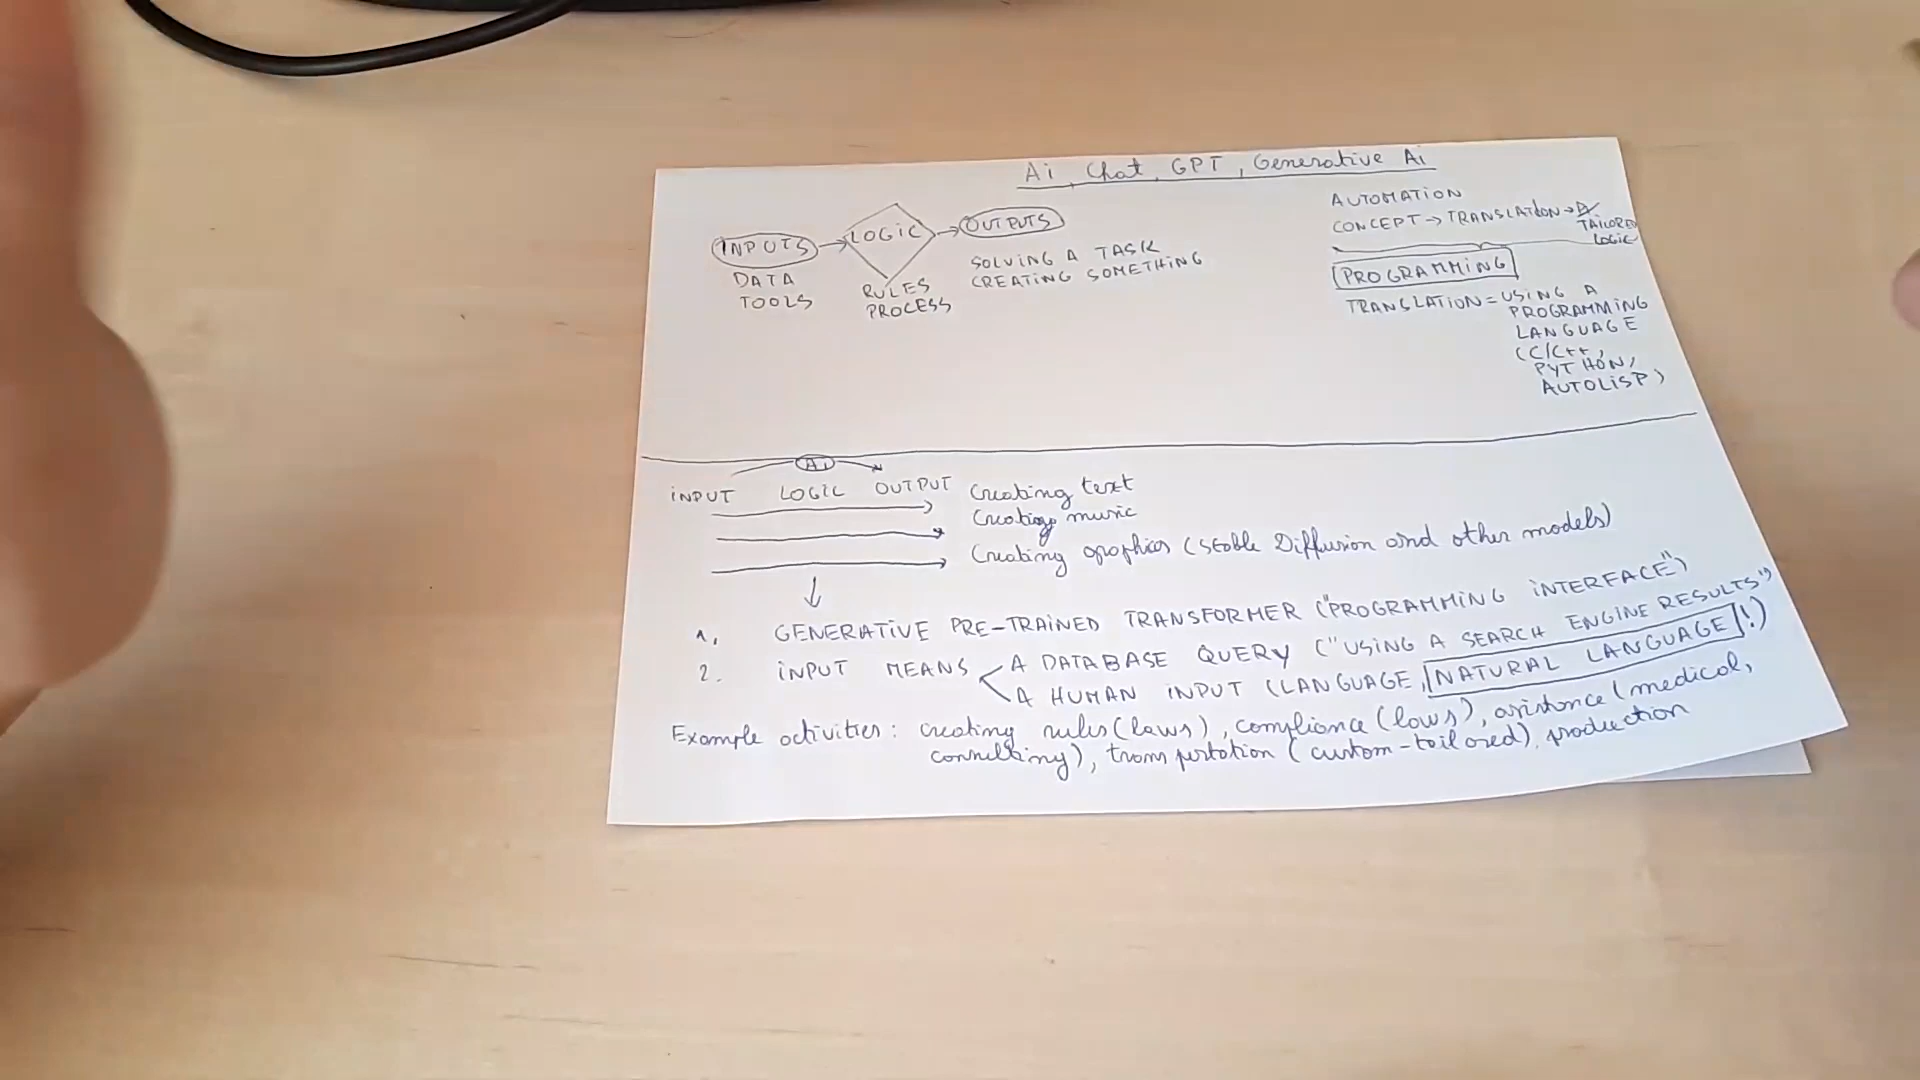 Ai, Chat, GPT, Generative Ai
INPUTS → LOGIC → OUTPUTS
DATA
TOOLS
RULES
PROCESS
SOLVING A TASK
CREATING SOMETHING
AUTOMATION
CONCEPT → TRANSLATION →
TAILORED
LOGIC
PROGRAMMING
TRANSLATION = USING A
PROGRAMMING
LANGUAGE
(C/C++,
PYTHON,
AUTOLISP)
Ai
INPUT LOGIC OUTPUT
Creating text
Creating music
Creating graphics (Stable Diffusion and other models)
1. GENERATIVE PRE-TRAINED TRANSFORMER ("PROGRAMMING INTERFACE")
2. INPUT MEANS A DATABASE QUERY ("USING A SEARCH ENGINE RESULTS")
A HUMAN INPUT (LANGUAGE, NATURAL LANGUAGE!)
Example activities: creating rules (laws), compliance (laws), asistance (medical,
consulting), transportation (custom-tailored), production